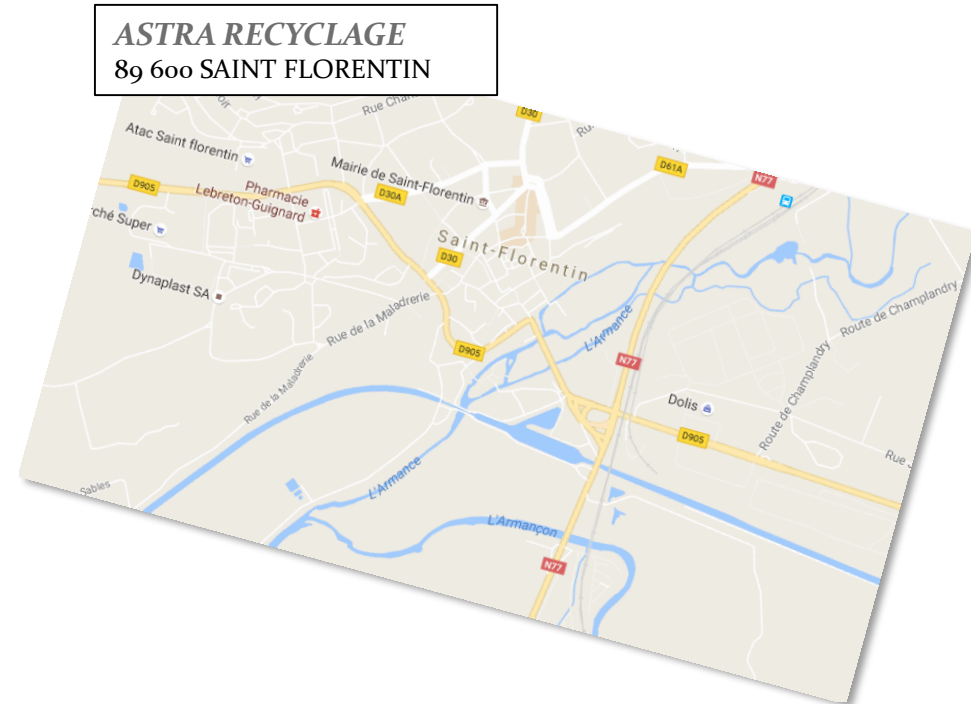 ASTRA RECYCLAGE
89 600 SAINT FLORENTIN
Rue Chan
D30
Ru
Atac Saint florentin
Mairie de Saint-Florentin
D61A
N77
D905
Pharmacie
Lebreton-Guignard
D30A
rché Super
Saint-Florentin
D30
Dynaplast SA
Rue de la Maladrerie
L'Armance
Route de Champlandry
D905
N77
Rue de la Maladrerie
Dolis
Route de Champlandry
D905
Rue
L'Armance
Sables
L'Armançon
N77